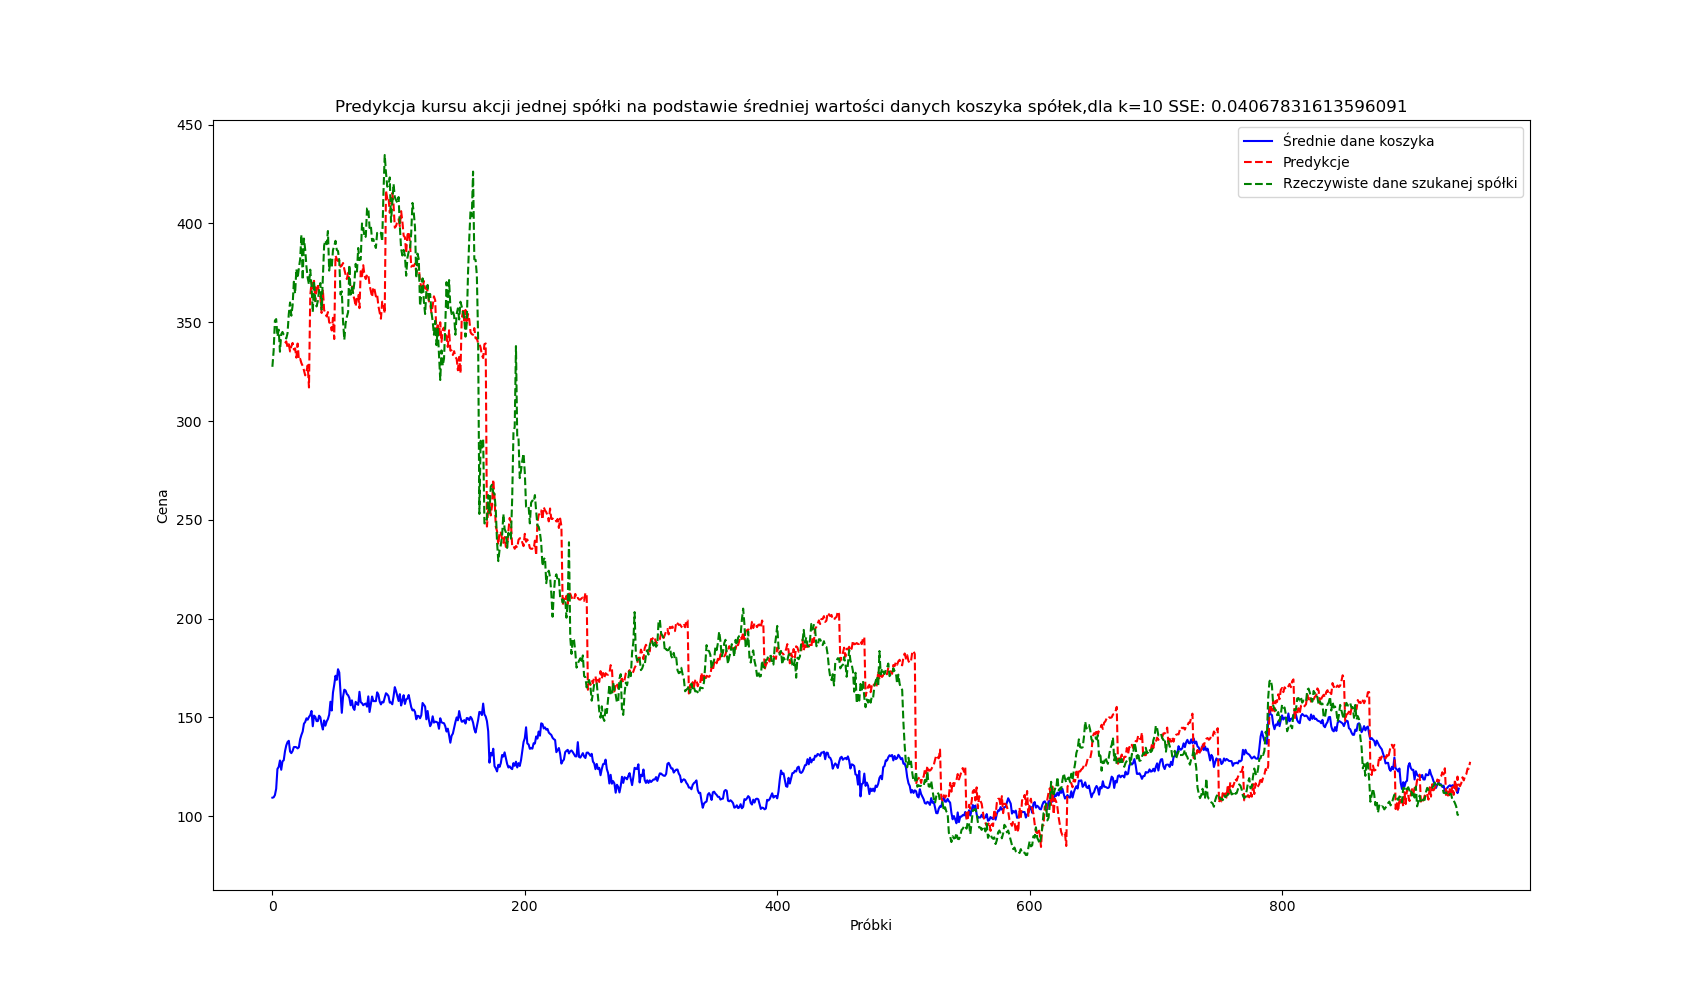 Predykcja kursu akcji jednej spółki na podstawie średniej wartości danych koszyka spółek,dla k=10 SSE: 0.04067831613596091
450
400
350
300
250
200
150
100
Cena
Średnie dane koszyka
Predykcje
Rzeczywiste dane szukanej spółki
0 200 400 600 800
Próbki